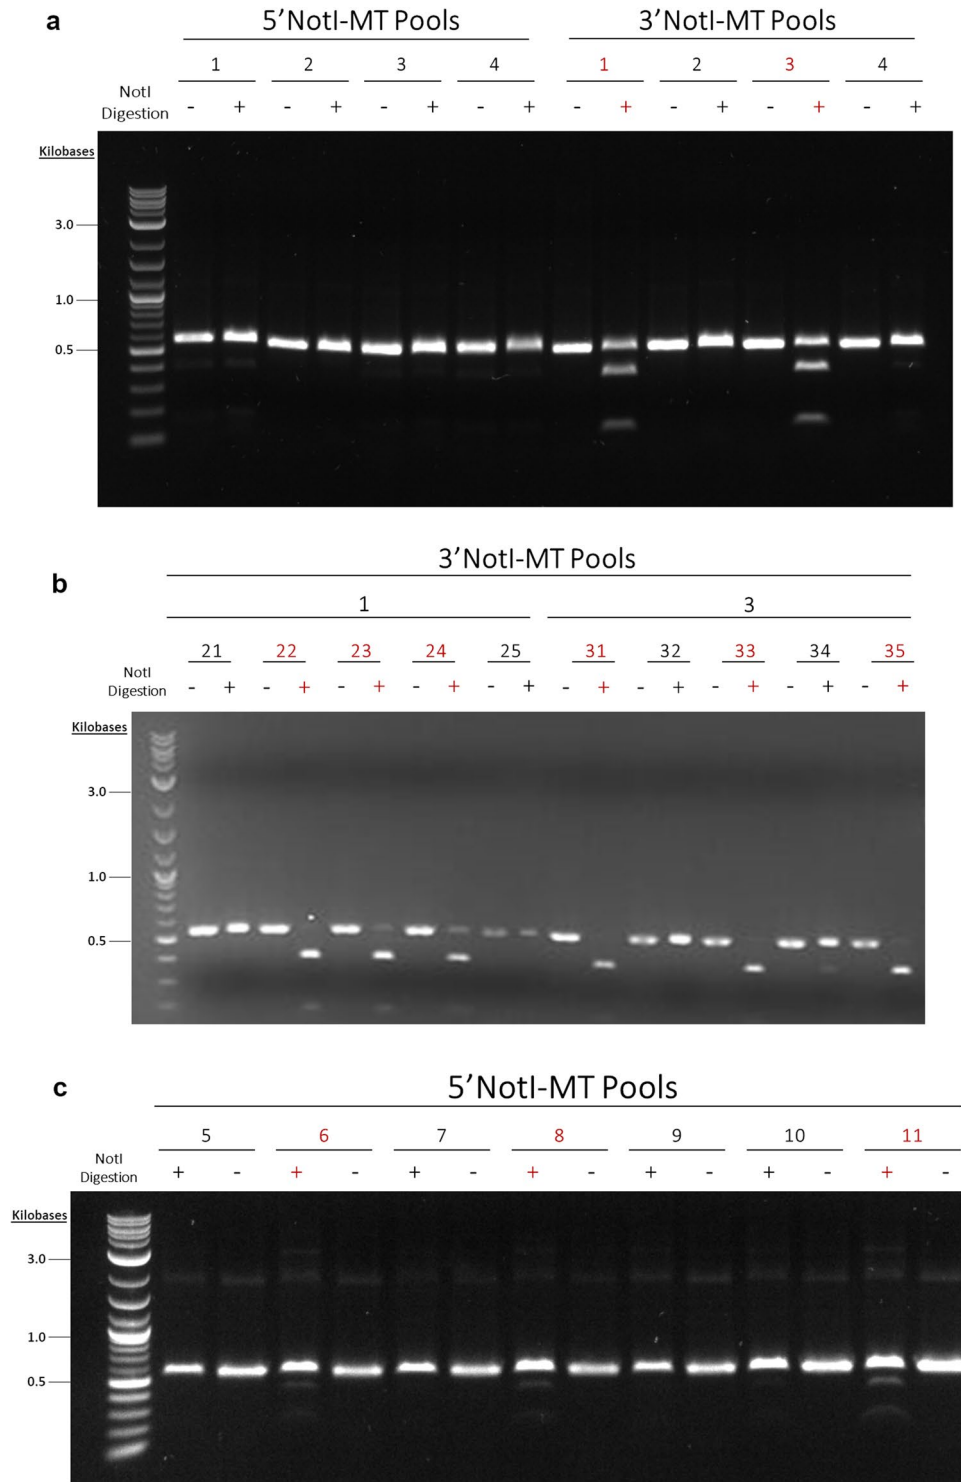 a
5’NotI-MT Pools 3’NotI-MT Pools
1 2 3 4 1 2 3 4
NotI
Digestion - + - + - + - + - + - + - + - +
Kilobases
3.0
1.0
0.5
b
3’NotI-MT Pools
1 3
21 22 23 24 25 31 32 33 34 35
NotI
Digestion - + - + - + - + - + - + - + - + - + - +
Kilobases
3.0
1.0
0.5
c
5’NotI-MT Pools
5 6 7 8 9 10 11
NotI
Digestion + - + - + - + - + - + - + -
Kilobases
3.0
1.0
0.5